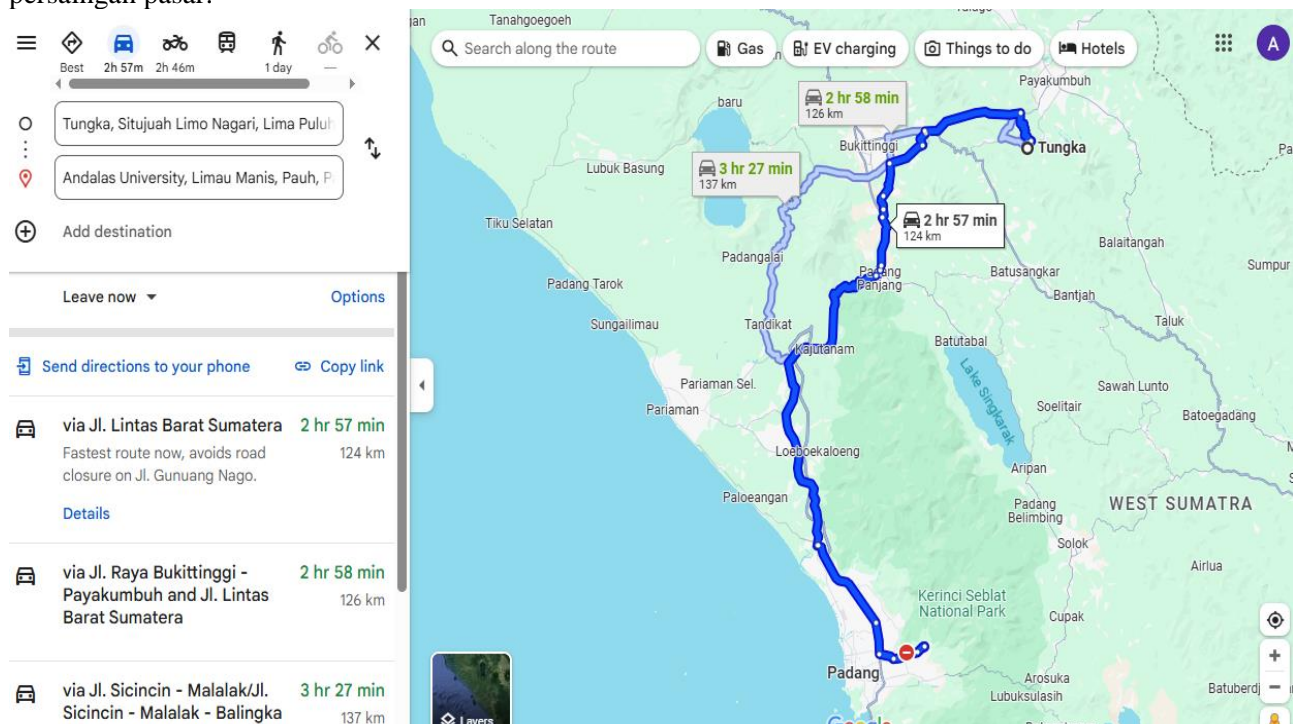 persaingan pasar.
Best
2h 57m
2h 46m
1 day
—
Tungka, Situjuah Limo Nagari, Lima Puluh
Andalas University, Limau Manis, Pauh, P
Add destination
Leave now
Options
Send directions to your phone
Copy link
via Jl. Lintas Barat Sumatera
2 hr 57 min
Fastest route now, avoids road
124 km
closure on Jl. Gunuang Nago.
Details
via Jl. Raya Bukittinggi -
2 hr 58 min
Payakumbuh and Jl. Lintas
126 km
Barat Sumatera
via Jl. Sicincin - Malalak/Jl.
3 hr 27 min
Sicincin - Malalak - Balingka
137 km
Search along the route
Gas
EV charging
Things to do
Hotels
A
Tanahgoegoeh
Payakumbuh
baru
2 hr 58 min
126 km
Bukittinggi
Tungka
Lubuk Basung
3 hr 27 min
137 km
Tiku Selatan
2 hr 57 min
124 km
Balaitangah
Padangalai
Padang
Panjang
Batusangkar
Sumpur
Padang Tarok
Bantjah
Sungailimau
Tandikat
Taluk
Kajutanam
Batutabal
Lake Singkarak
Pariaman Sel.
Sawah Lunto
Pariaman
Soelitair
Batoegadang
Loeboekaloeng
Aripan
Paloeangan
Padang
Belimbing
WEST SUMATRA
Solok
Airlua
Kerinci Seblat
National Park
Cupak
Padang
Arosuka
Lubuksulasih
Batuberdj
Layers
Google